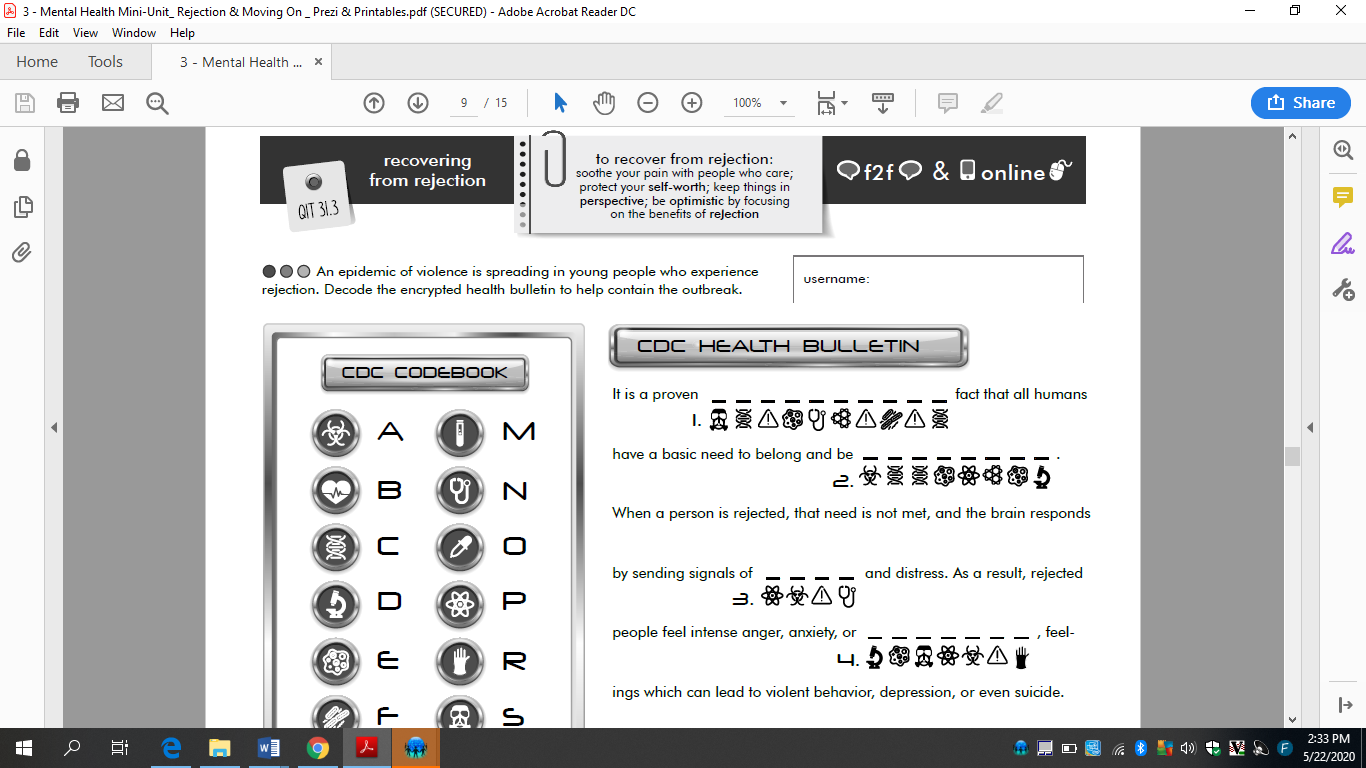 3 - Mental Health Mini-Unit_ Rejection & Moving On _ Prezi & Printables.pdf (SECURED) - Adobe Acrobat Reader DC
File Edit View Window Help
Home Tools 3 - Mental Health ... ×
9 / 15 100% Share
recovering
from rejection
QIT 31.3
to recover from rejection:
soothe your pain with people who care;
protect your self-worth; keep things in
perspective; be optimistic by focusing
on the benefits of rejection
f2f & online
An epidemic of violence is spreading in young people who experience
rejection. Decode the encrypted health bulletin to help contain the outbreak.
username:
CDC CODEBOOK
A M
B N
C O
D P
E R
F S
CDC HEALTH BULLETIN
It is a proven _ _ _ _ _ _ _ _ _ _ fact that all humans
1.
have a basic need to belong and be _ _ _ _ _ _ _ _ .
2.
When a person is rejected, that need is not met, and the brain responds
by sending signals of _ _ _ _ and distress. As a result, rejected
3.
people feel intense anger, anxiety, or _ _ _ _ _ _ _ , feel-
4.
ings which can lead to violent behavior, depression, or even suicide.
2:33 PM
5/22/2020